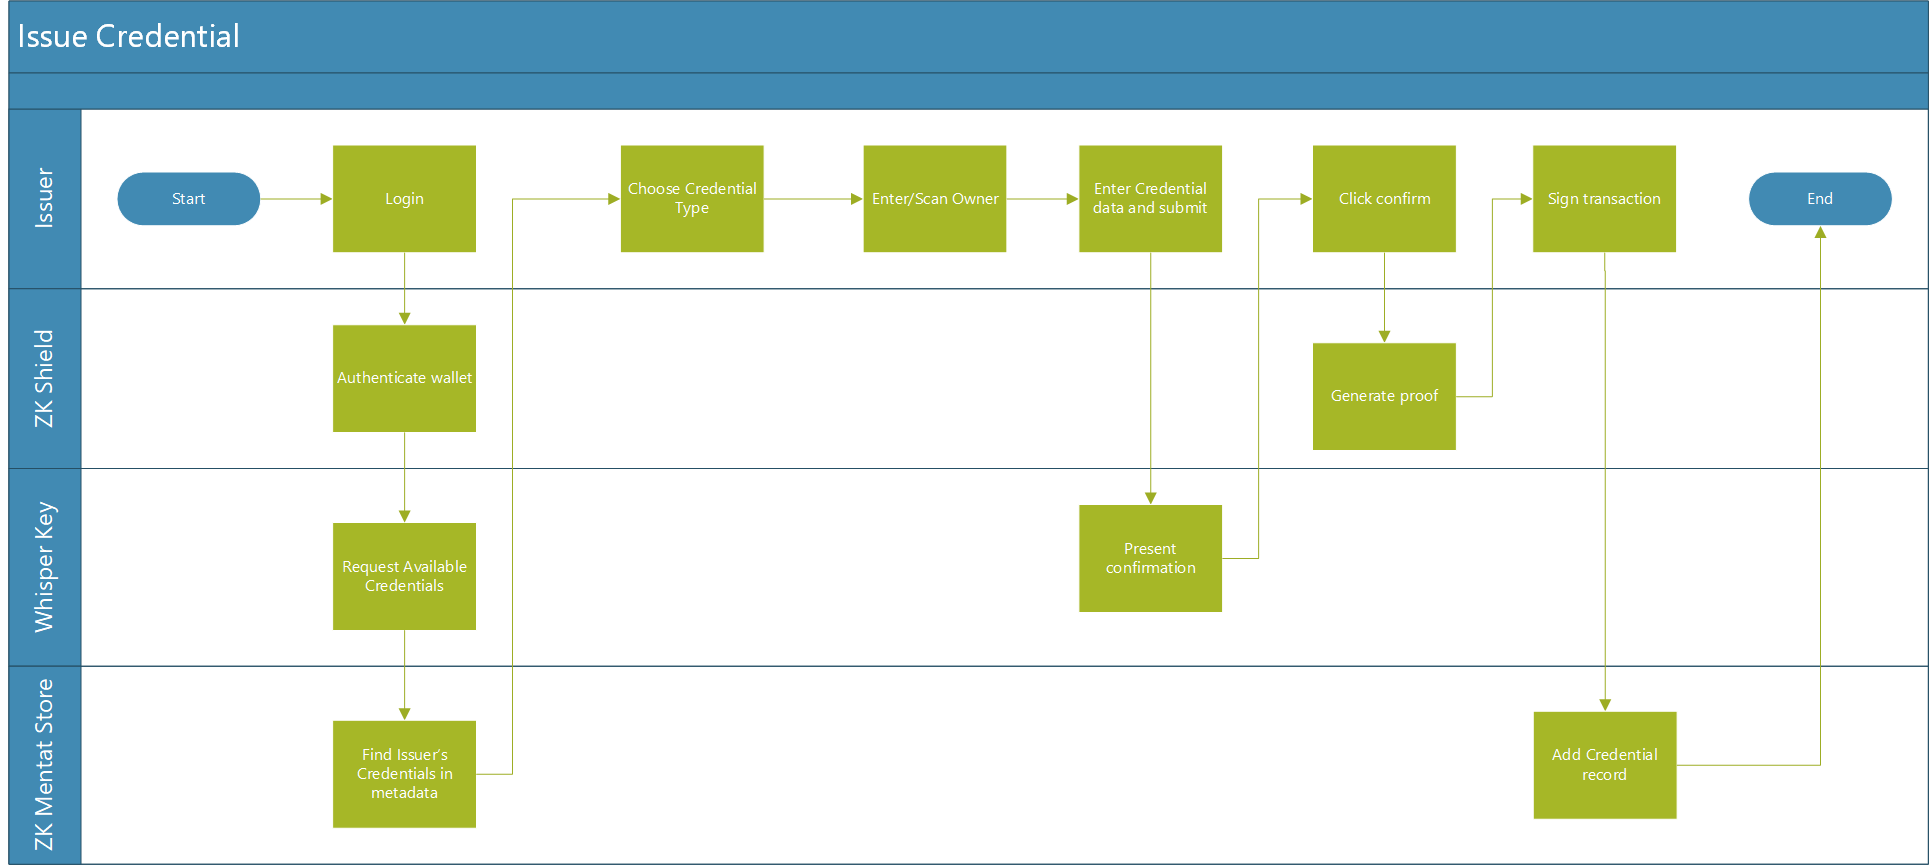 Issue Credential
Issuer
Start
Login
Choose Credential
Type
Enter/Scan Owner
Enter Credential
data and submit
Click confirm
Sign transaction
End
ZK Shield
Authenticate wallet
Generate proof
Whisper Key
Request Available
Credentials
Present
confirmation
ZK Mentat Store
Find Issuer’s
Credentials in
metadata
Add Credential
record